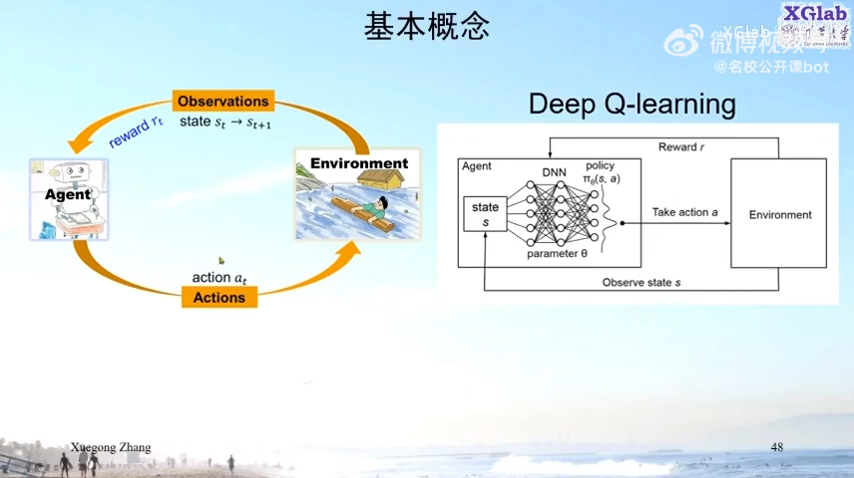 基本概念
XGlab
XGlab
微博视频号
@名校公开课bot
Observations
state sₜ → sₜ₊₁
reward rₜ
Agent
Environment
action aₜ
Actions
Deep Q-learning
Reward r
Agent
DNN
policy
πθ(s, a)
state
s
Take action a
Environment
parameter θ
Observe state s
Xuegong Zhang
48